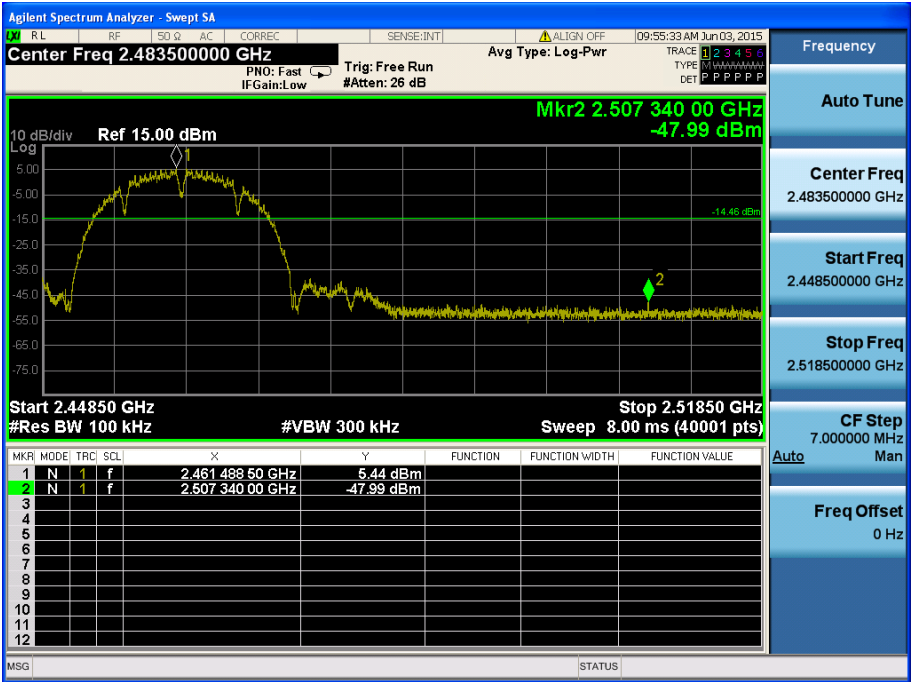 Agilent Spectrum Analyzer - Swept SA
LXI RL RF 50 Ω AC CORREC SENSE:INT ALIGN OFF 09:55:33 AM Jun 03, 2015
Center Freq 2.483500000 GHz
PNO: Fast
IFGain:Low
Trig: Free Run
#Atten: 26 dB
Avg Type: Log-Pwr
TRACE 1 2 3 4 5 6
TYPE M WWWWW
DET P P P P P P
Mkr2 2.507 340 00 GHz
-47.99 dBm
10 dB/div Ref 15.00 dBm
Log
1
5.00
-5.00
-15.0
-14.46 dBm
-25.0
-35.0
2
-45.0
-55.0
-65.0
-75.0
Start 2.44850 GHz Stop 2.51850 GHz
#Res BW 100 kHz #VBW 300 kHz Sweep 8.00 ms (40001 pts)
MKR MODE TRC SCL X Y FUNCTION FUNCTION WIDTH FUNCTION VALUE
1 N 1 f 2.461 488 50 GHz 5.44 dBm
2 N 1 f 2.507 340 00 GHz -47.99 dBm
3
4
5
6
7
8
9
10
11
12
MSG STATUS
Frequency
Auto Tune
Center Freq
2.483500000 GHz
Start Freq
2.448500000 GHz
Stop Freq
2.518500000 GHz
CF Step
7.000000 MHz
Auto Man
Freq Offset
0 Hz